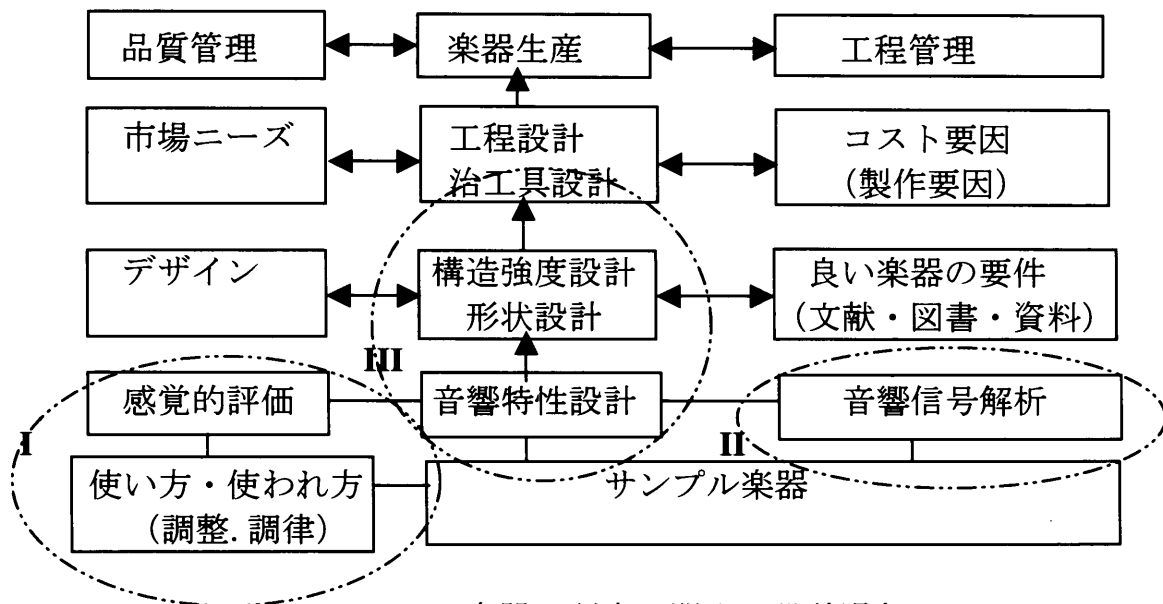 品質管理
楽器生産
工程管理
市場ニーズ
工程設計
治工具設計
コスト要因
（製作要因）
デザイン
構造強度設計
形状設計
良い楽器の要件
（文献・図書・資料）
III
感覚的評価
音響特性設計
音響信号解析
I
II
使い方・使われ方
（調整．調律）
サンプル楽器